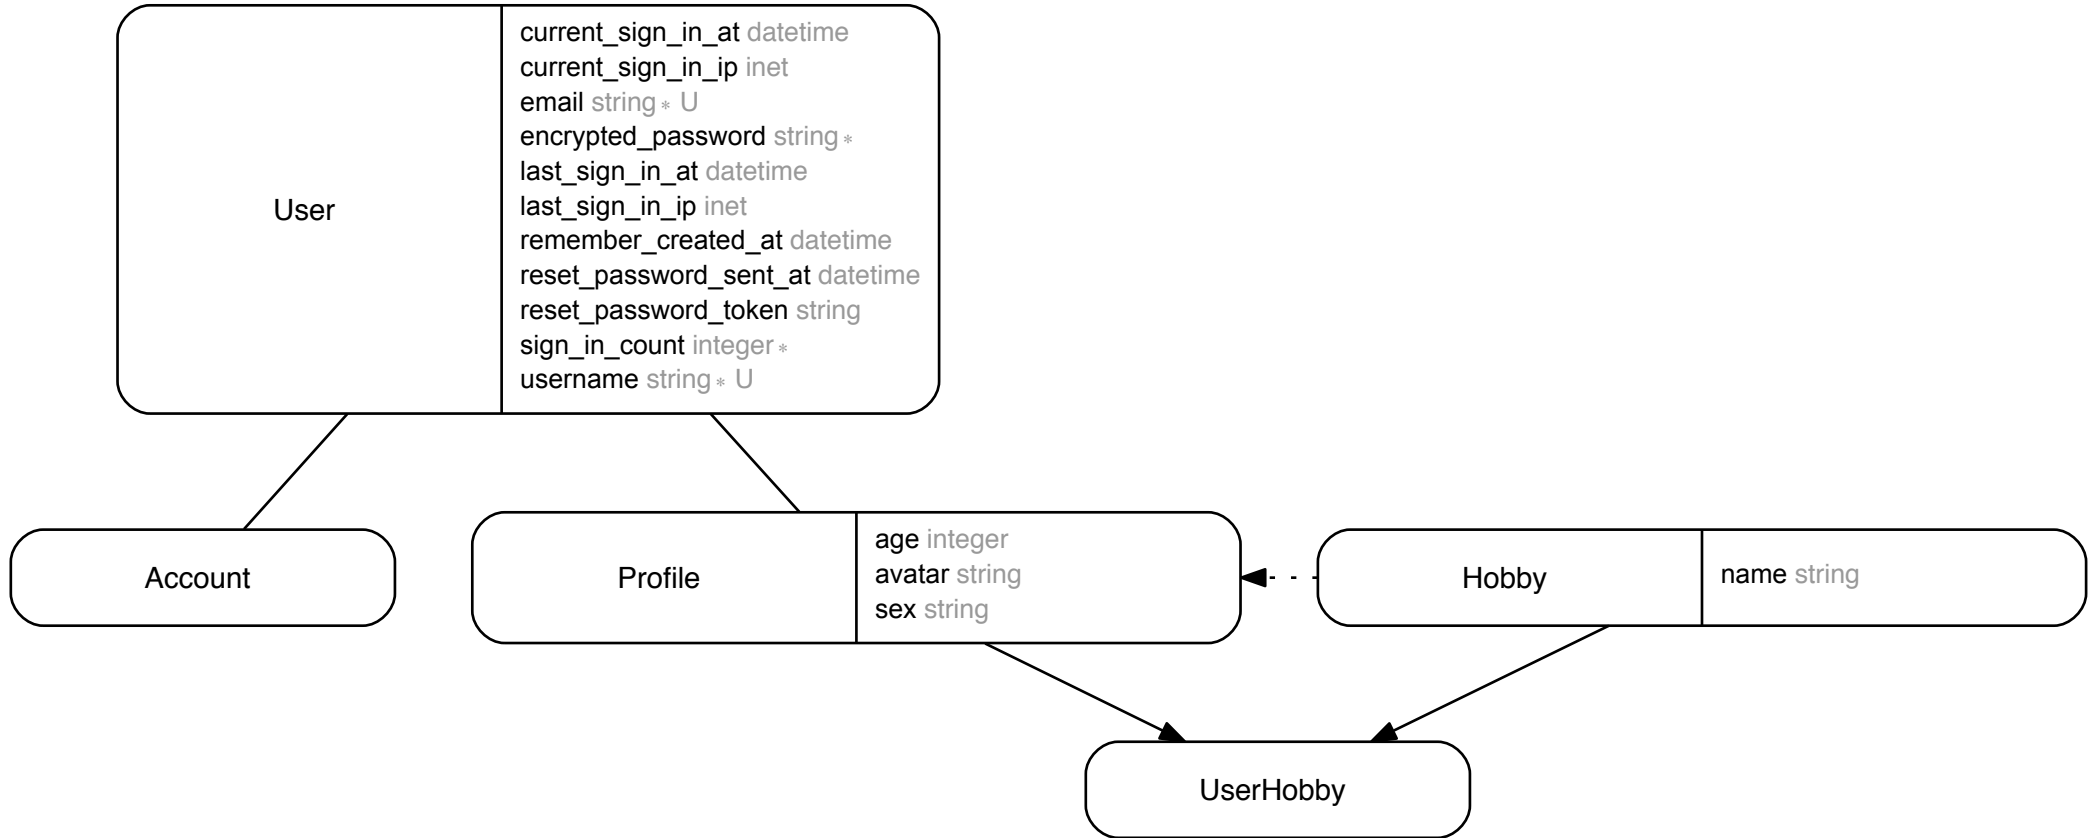 User
current_sign_in_at datetime
current_sign_in_ip inet
email string * U
encrypted_password string *
last_sign_in_at datetime
last_sign_in_ip inet
remember_created_at datetime
reset_password_sent_at datetime
reset_password_token string
sign_in_count integer *
username string * U
Account
Profile
age integer
avatar string
sex string
Hobby
name string
UserHobby